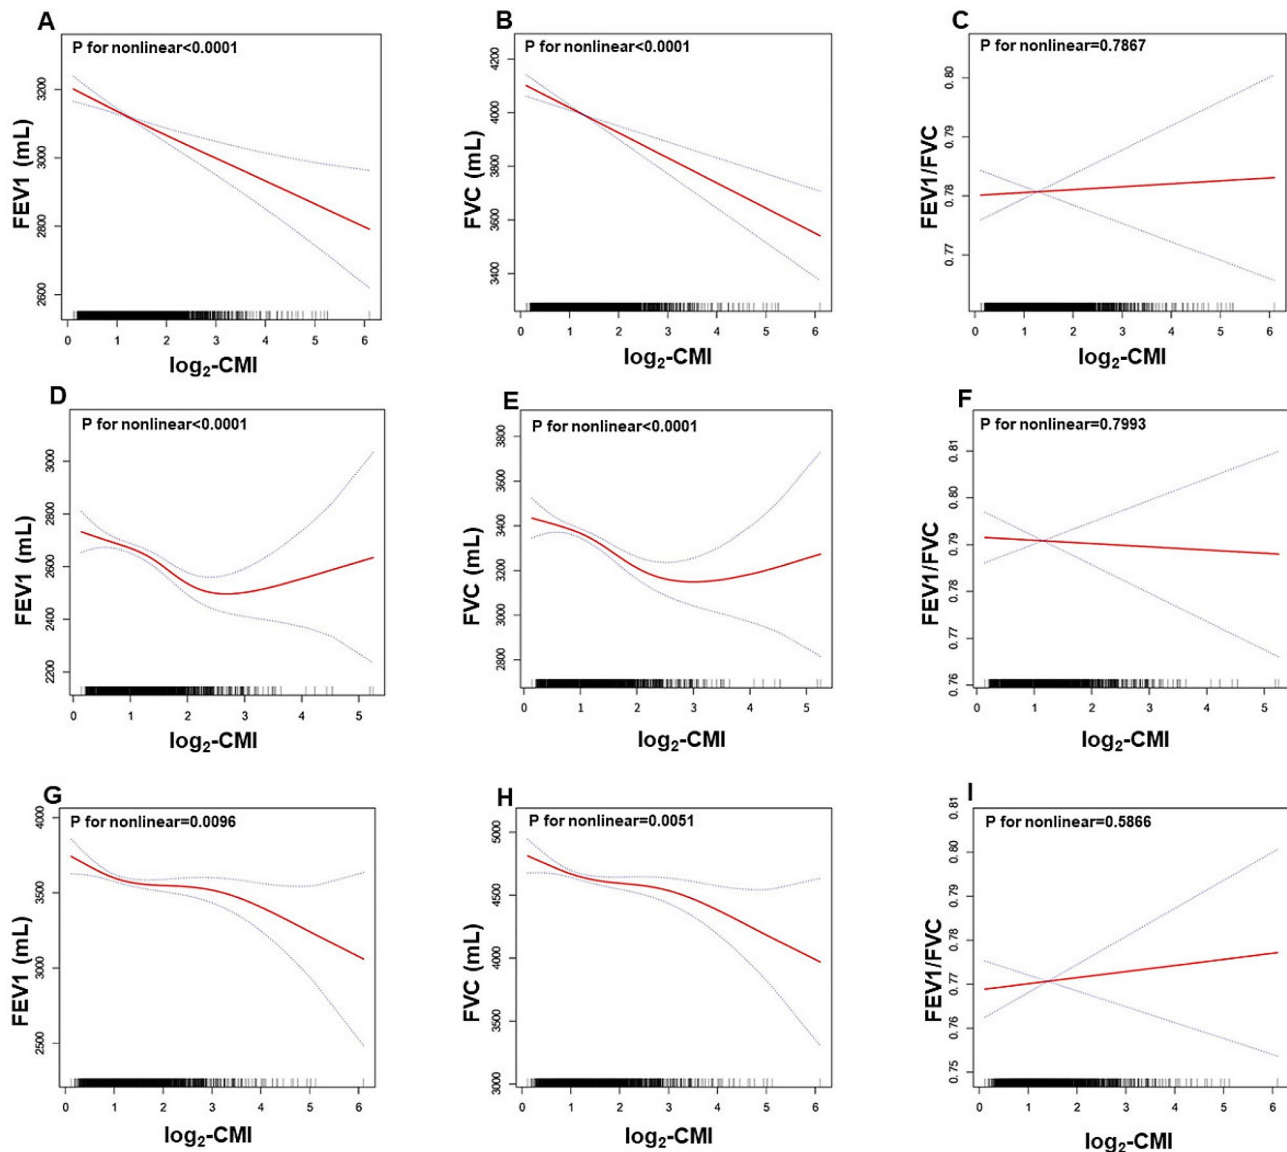 A
P for nonlinear<0.0001
FEV1 (mL)
2600 2800 3000 3200
0 1 2 3 4 5 6
log₂-CMI
B
P for nonlinear<0.0001
FVC (mL)
3400 3600 3800 4000 4200
0 1 2 3 4 5 6
log₂-CMI
C
P for nonlinear=0.7867
FEV1/FVC
0.77 0.78 0.79 0.80
0 1 2 3 4 5 6
log₂-CMI
D
P for nonlinear<0.0001
FEV1 (mL)
2200 2400 2600 2800 3000
0 1 2 3 4 5
log₂-CMI
E
P for nonlinear<0.0001
FVC (mL)
2800 3000 3200 3400 3600 3800
0 1 2 3 4 5
log₂-CMI
F
P for nonlinear=0.7993
FEV1/FVC
0.76 0.77 0.78 0.79 0.80 0.81
0 1 2 3 4 5
log₂-CMI
G
P for nonlinear=0.0096
FEV1 (mL)
2500 3000 3500 4000
0 1 2 3 4 5 6
log₂-CMI
H
P for nonlinear=0.0051
FVC (mL)
3000 3500 4000 4500 5000
0 1 2 3 4 5 6
log₂-CMI
I
P for nonlinear=0.5866
FEV1/FVC
0.75 0.76 0.77 0.78 0.79 0.80 0.81
0 1 2 3 4 5 6
log₂-CMI